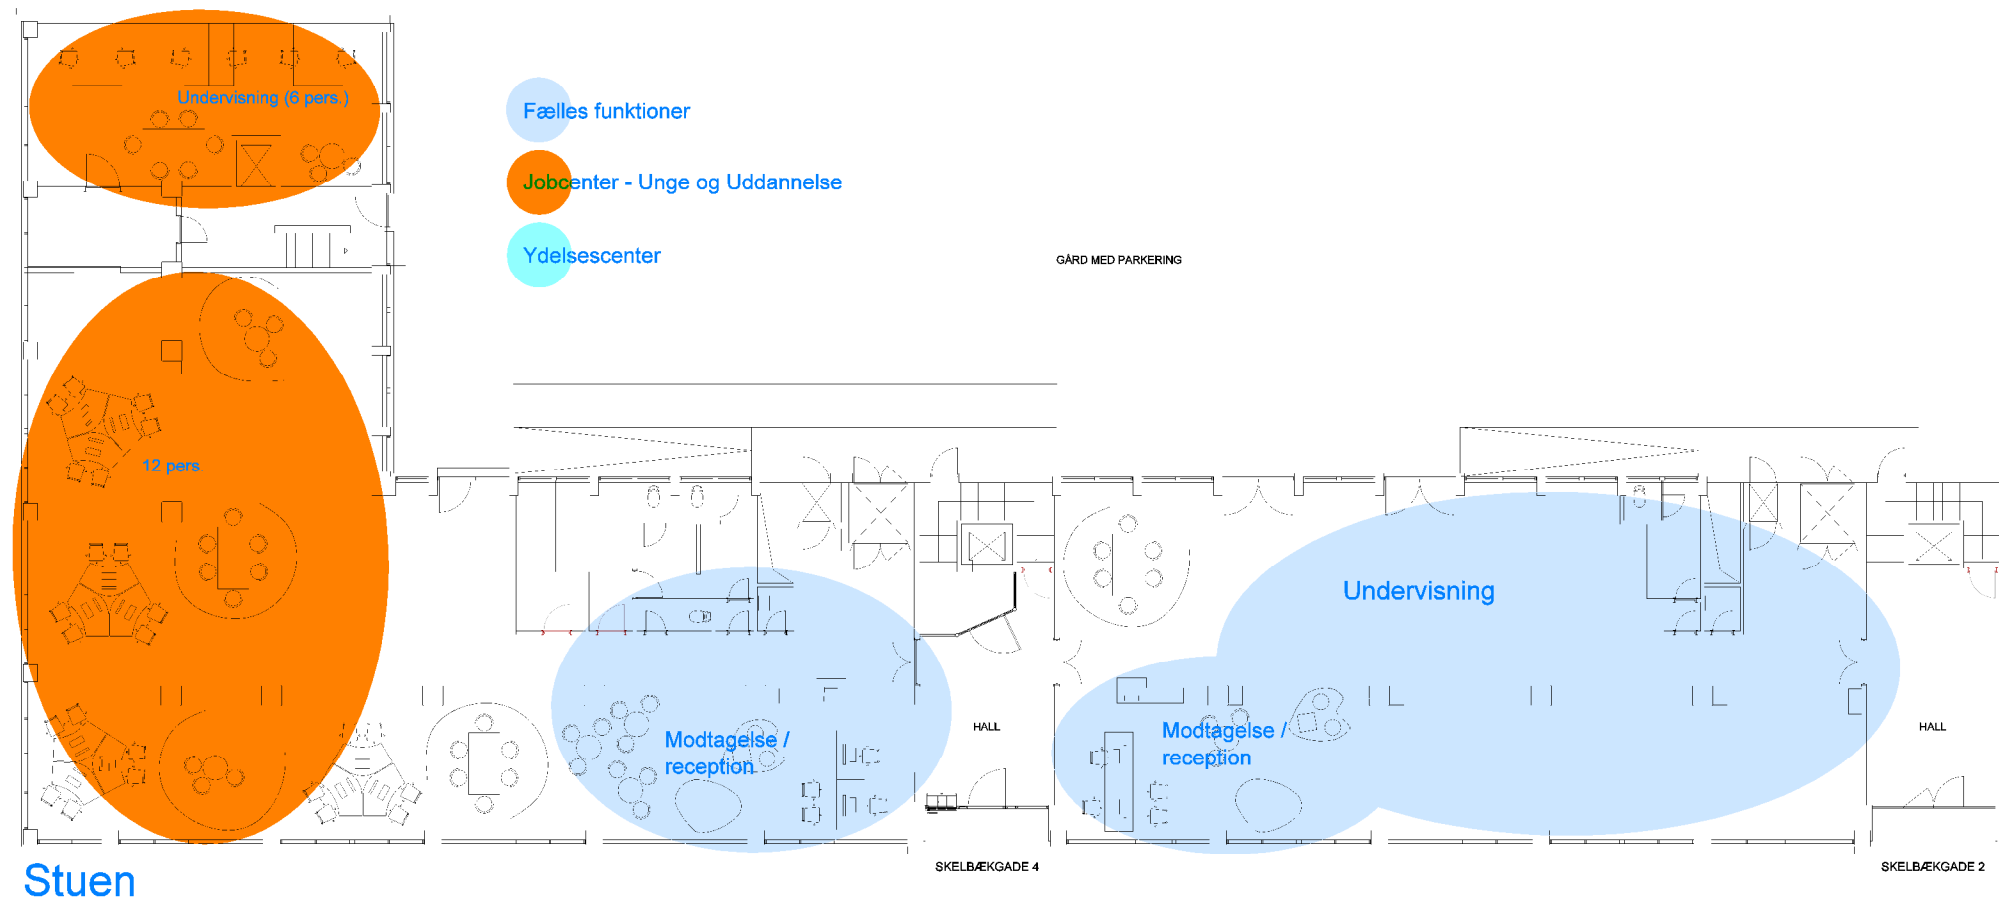 Undervisning (6 pers.)
Fælles funktioner
Jobcenter - Unge og Uddannelse
Ydelsescenter
GÅRD MED PARKERING
12 pers.
Undervisning
Modtagelse /
reception
HALL
Modtagelse /
reception
HALL
SKELBÆKGADE 4
SKELBÆKGADE 2
Stuen